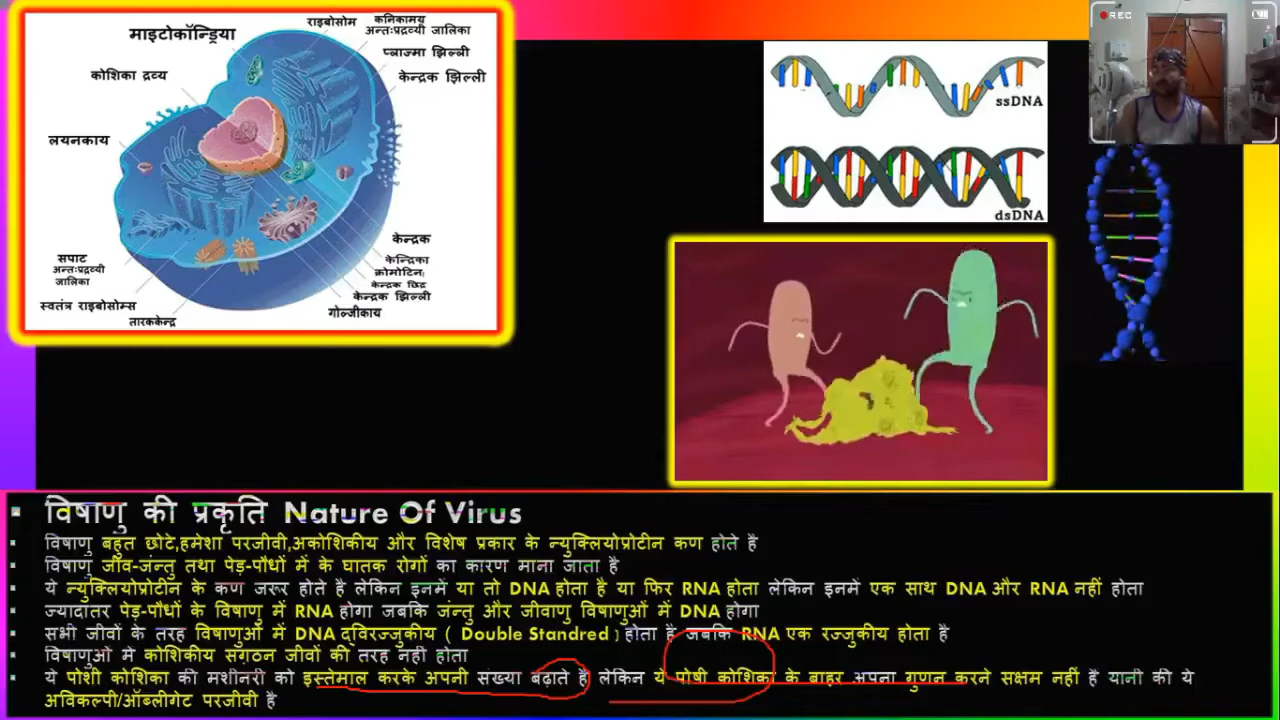 माइटोकॉन्ड्रिया
राइबोसोम
कनिकामय
अन्तःप्रद्रव्यी जालिका
प्लाज्मा झिल्ली
कोशिका द्रव्य
केन्द्रक झिल्ली
लयनकाय
सपाट
अन्तःप्रद्रव्यी
जालिका
स्वतंत्र राइबोसोम्स
तारककेन्द्र
केन्द्रक
केन्द्रिका
क्रोमोटिन
केन्द्रक छिद्र
केन्द्रक झिल्ली
गोल्जीकाय
ssDNA
dsDNA
REC
विषाणु की प्रकृति Nature Of Virus
विषाणु बहुत छोटे,हमेशा परजीवी,अकोशिकीय और विशेष प्रकार के न्युक्लियोप्रोटीन कण होते है
विषाणु जीव-जंन्तु तथा पेड़-पौधों में के घातक रोगों का कारण माना जाता है
ये न्युक्लियोप्रोटीन के कण जरूर होते है लेकिन इनमें या तो DNA होता है या फिर RNA होता लेकिन इनमें एक साथ DNA और RNA नहीं होता
ज्यादातर पेड़-पौधों के विषाणु में RNA होगा जबकि जंन्तु और जीवाणु विषाणुओं में DNA होगा
सभी जीवों के तरह विषाणुओं में DNA द्विरज्जुकीय ( Double Standred ) होता है जबकि RNA एक रज्जुकीय होता है
विषाणुओ मे कोशिकीय संगठन जीवों की तरह नही होता
ये पोशी कोशिका की मशीनरी को इस्तेमाल करके अपनी संख्या बढ़ाते है लेकिन ये पोषी कोशिका के बाहर अपना गुणन करने सक्षम नहीं है यानी की ये
अविकल्पी/ऑब्लीगेट परजीवी है